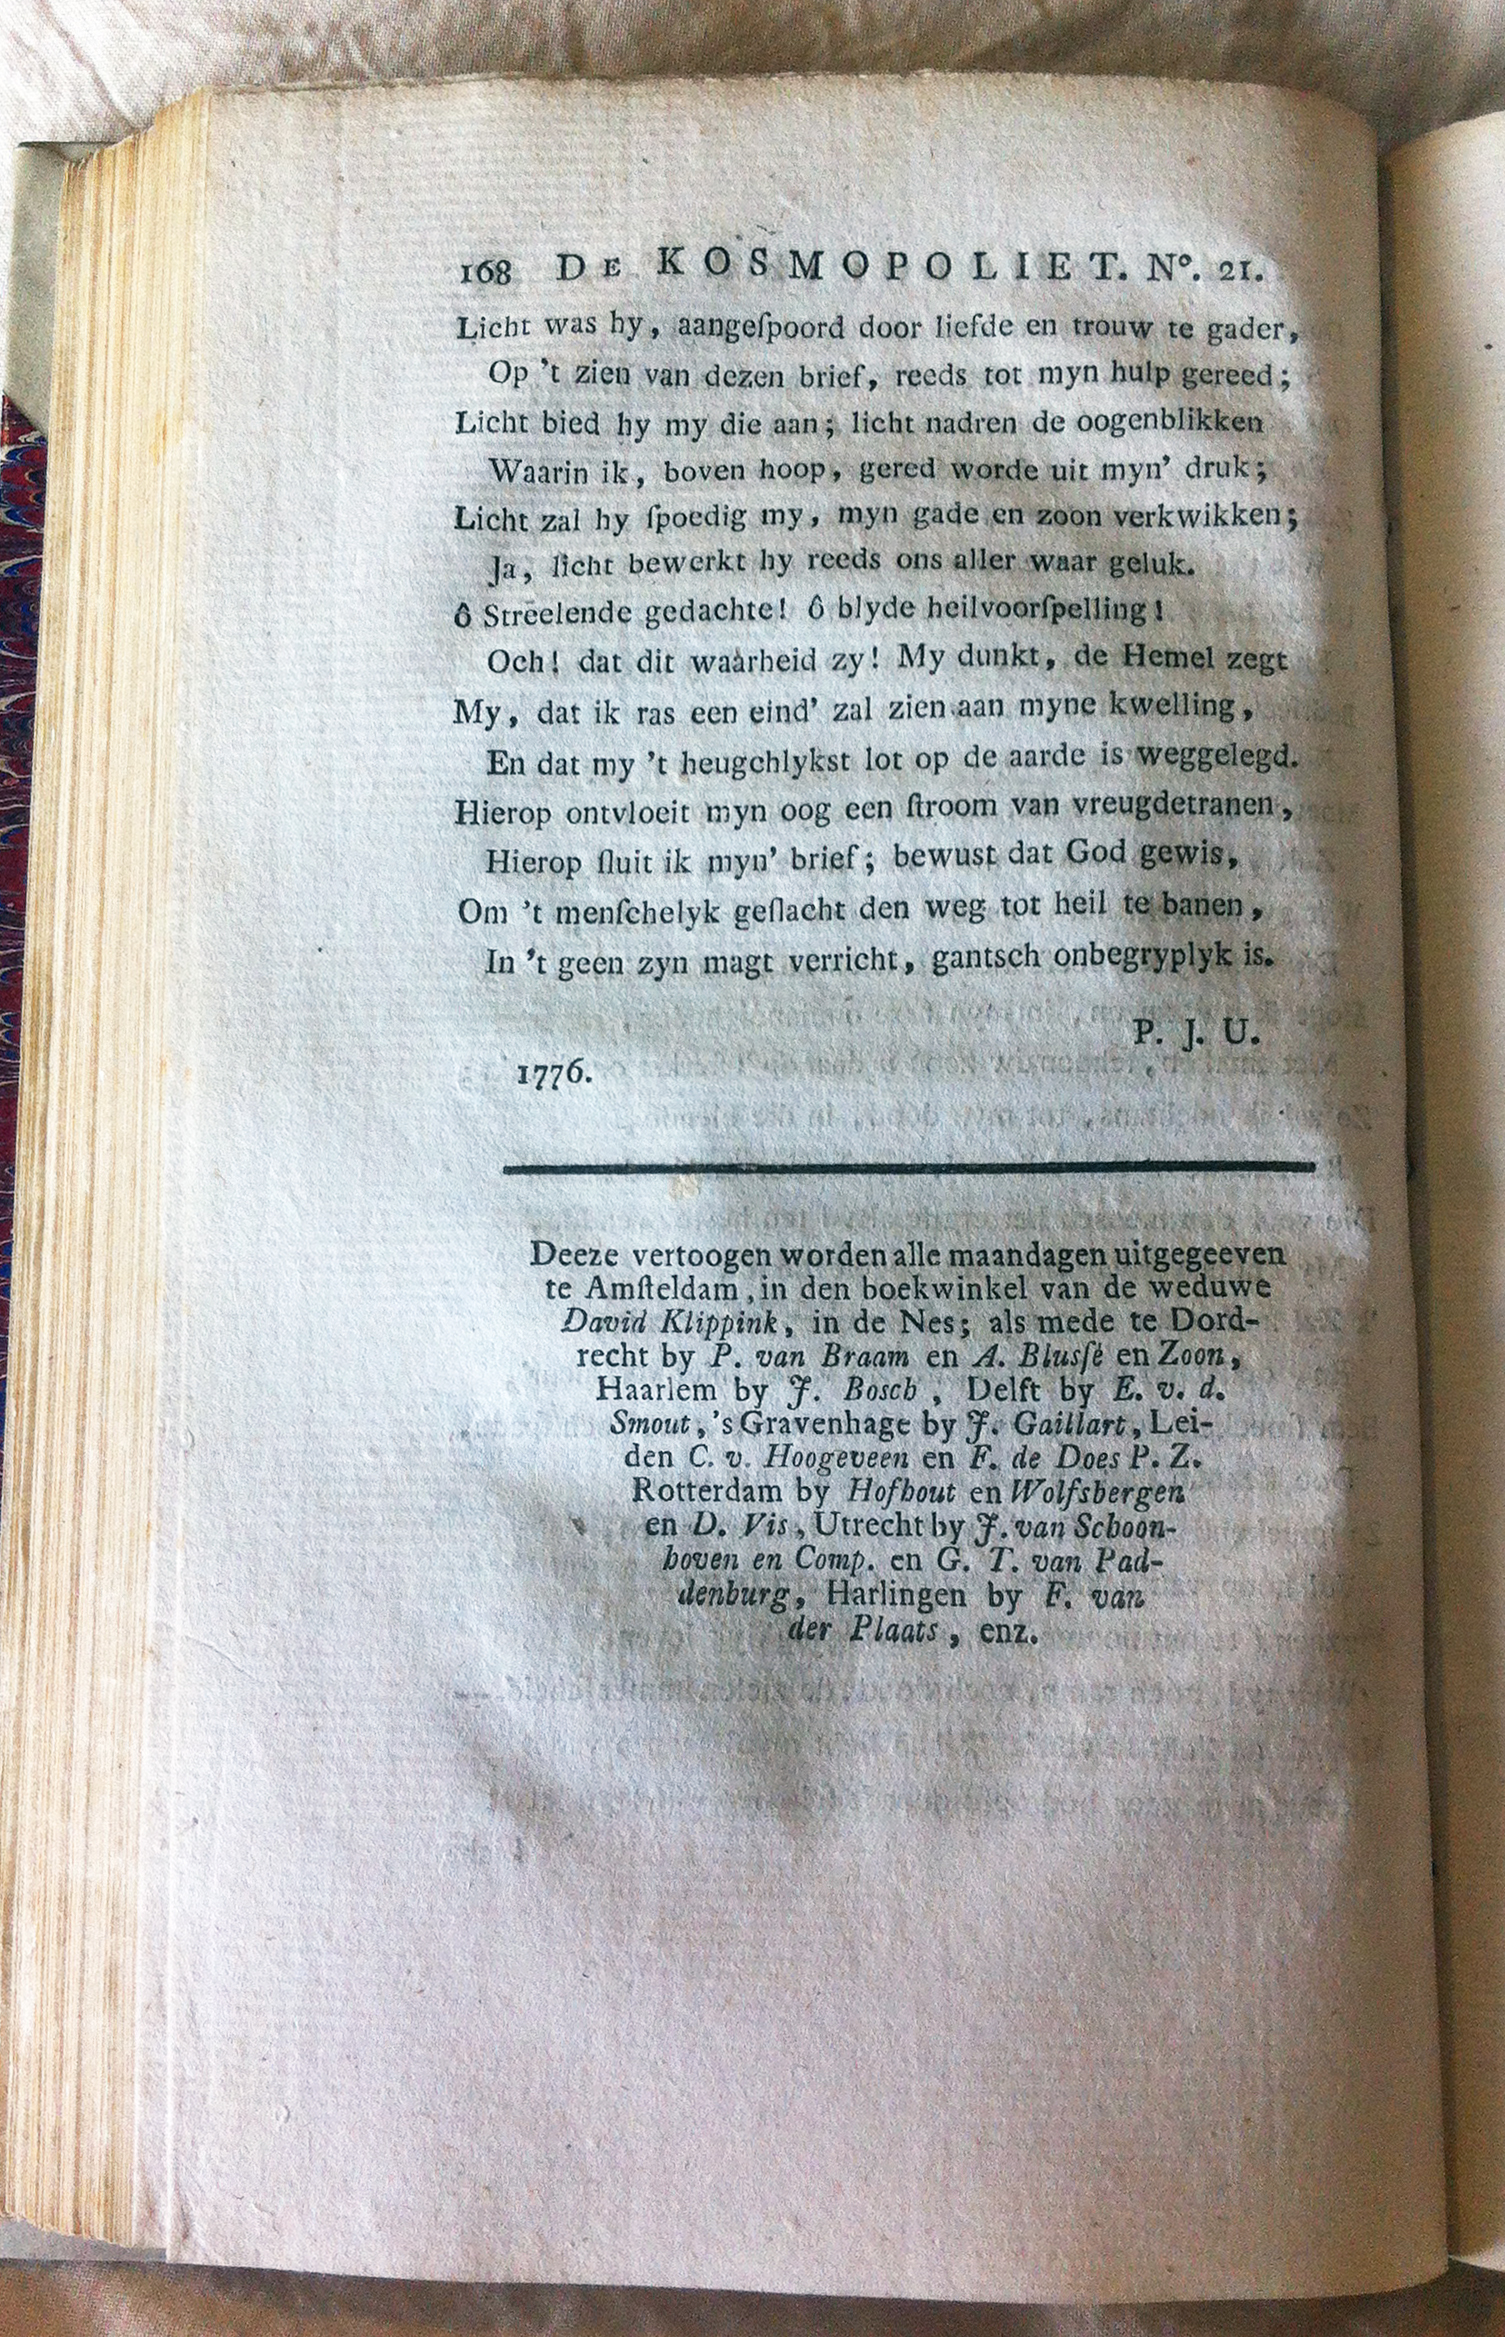 168 DE KOSMOPOLIET. Nº. 21.
Licht was hy, aangeſpoord door liefde en trouw te gader,
Op 't zien van dezen brief, reeds tot myn hulp gereed;
Licht bied hy my die aan; licht nadren de oogenblikken
Waarin ik, boven hoop, gered worde uit myn' druk;
Licht zal hy ſpoedig my, myn gade en zoon verkwikken;
Ja, licht bewerkt hy reeds ons aller waar geluk.
ô Streelende gedachte! ô blyde heilvoorſpelling!
Och! dat dit waarheid zy! My dunkt, de Hemel zegt
My, dat ik ras een eind' zal zien aan myne kwelling,
En dat my 't heugchlykst lot op de aarde is weggelegd.
Hierop ontvloeit myn oog een ſtroom van vreugdetranen,
Hierop ſluit ik myn' brief; bewust dat God gewis,
Om 't menſchelyk geſlacht den weg tot heil te banen,
In 't geen zyn magt verricht, gantsch onbegryplyk is.
P. J. U.
1776.
Deeze vertoogen worden alle maandagen uitgegeeven
te Amſteldam, in den boekwinkel van de weduwe
David Klippink, in de Nes; als mede te Dord-
recht by P. van Braam en A. Blusſé en Zoon,
Haarlem by J. Bosch, Delft by E. v. d.
Smout, 's Gravenhage by J. Gaillart, Lei-
den C. v. Hoogeveen en F. de Does P. Z.
Rotterdam by Hofhout en Wolfsbergen
en D. Vis, Utrecht by J. van Schoon-
hoven en Comp. en G. T. van Pad-
denburg, Harlingen by F. van
der Plaats, enz.